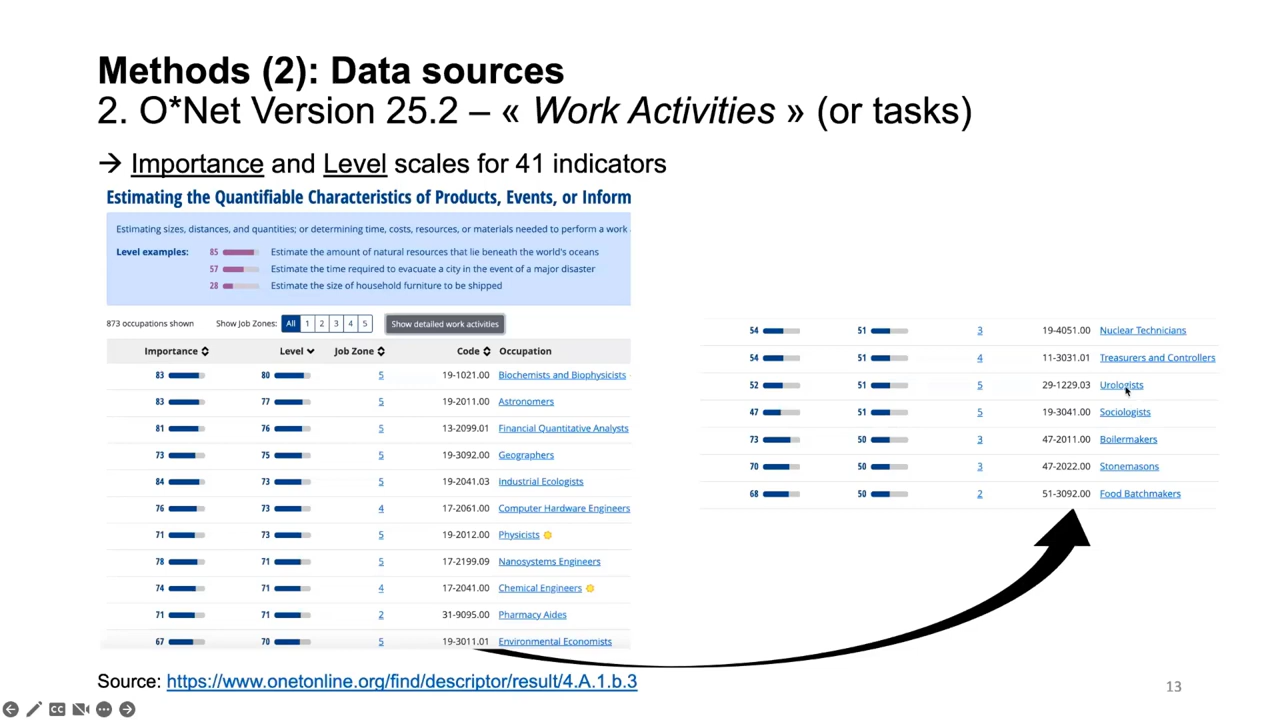 Methods (2): Data sources
2. O*Net Version 25.2 – « Work Activities » (or tasks)
→ Importance and Level scales for 41 indicators
Estimating the Quantifiable Characteristics of Products, Events, or Inform
Estimating sizes, distances, and quantities; or determining time, costs, resources, or materials needed to perform a work
Level examples: 85 Estimate the amount of natural resources that lie beneath the world's oceans
57 Estimate the time required to evacuate a city in the event of a major disaster
28 Estimate the size of household furniture to be shipped
873 occupations shown Show Job Zones: All 1 2 3 4 5 Show detailed work activities
Importance Level Job Zone Code Occupation
83 80 5 19-1021.00 Biochemists and Biophysicists
83 77 5 19-2011.00 Astronomers
81 76 5 13-2099.01 Financial Quantitative Analysts
73 75 5 19-3092.00 Geographers
84 73 5 19-2041.03 Industrial Ecologists
76 73 4 17-2061.00 Computer Hardware Engineers
71 73 5 19-2012.00 Physicists
78 71 5 17-2199.09 Nanosystems Engineers
74 71 4 17-2041.00 Chemical Engineers
71 71 2 31-9095.00 Pharmacy Aides
67 70 5 19-3011.01 Environmental Economists
54 51 3 19-4051.00 Nuclear Technicians
54 51 4 11-3031.01 Treasurers and Controllers
52 51 5 29-1229.03 Urologists
47 51 5 19-3041.00 Sociologists
73 50 3 47-2011.00 Boilermakers
70 50 3 47-2022.00 Stonemasons
68 50 2 51-3092.00 Food Batchmakers
Source: https://www.onetonline.org/find/descriptor/result/4.A.1.b.3
13
CC